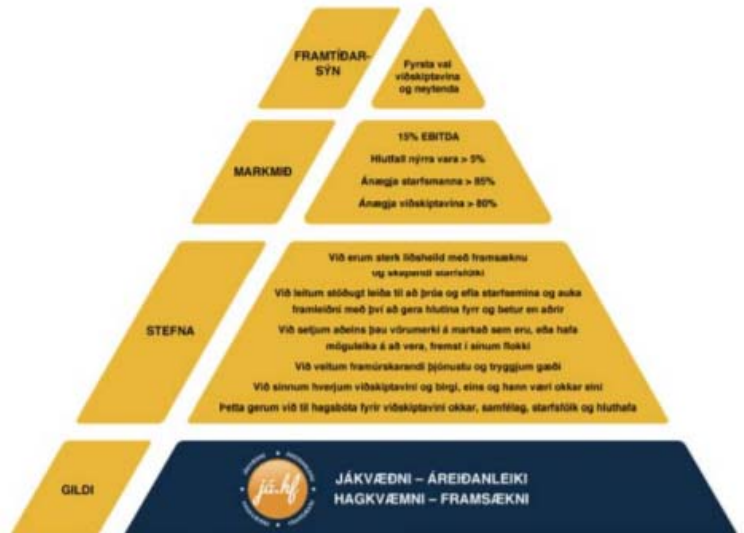 FRAMTÍÐAR-
SÝN
Fyrsta val
viðskiptavina
og neytenda
MARKMIÐ
15% EBITDA
Hlutfall nýrra vara > 5%
Ánægja starfsmanna > 85%
Ánægja viðskiptavina > 80%
STEFNA
Við erum sterk liðsheild með framsæknu
og skapandi starfsfólki
Við leitum stöðugt leiða til að þróa og efla starfsemina og auka
framleiðni með því að gera hlutina fyrr og betur en aðrir
Við setjum aðeins þau vörumerki á markað sem eru, eða hafa
möguleika á að vera, fremst í sínum flokki
Við veitum framúrskarandi þjónustu og tryggjum gæði
Við sinnum hverjum viðskiptavini og birgi, eins og hann væri okkar eini
Þetta gerum við til hagsbóta fyrir viðskiptavini okkar, samfélag, starfsfólk og hluthafa
GILDI
já.hf
JÁKVÆÐNI – ÁREIÐANLEIKI
HAGKVÆMNI – FRAMSÆKNI